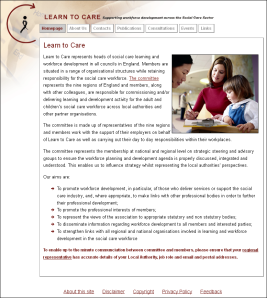 LEARN TO CARE Supporting workforce development across the Social Care Sector
Homepage About Us Contacts Publications Consultations Events Links
Learn to Care
Learn to Care represents heads of social care learning and
workforce development in all councils in England. Members are
situated in a range of organisational structures while retaining
responsibility for the social care workforce. The committee
represents the nine regions of England and members, along
with other colleagues, are responsible for commissioning and/or
delivering learning and development activity for the adult and
children's social care workforce across local authorities and
other partner organisations.
The committee is made up of representatives of the nine regions
and members work with the support of their employers on behalf
of Learn to Care as well as carrying out their day to day responsibilities within their workplaces.
The committee represents the membership at national and regional level on strategic steering and advisory
groups to ensure the workforce planning and development agenda is properly discussed, integrated and
understood. This enables us to influence strategy whilst representing the local authorities' perspectives.
Our aims are:
To promote workforce development, in particular, of those who deliver services or support the social
care industry, and, where appropriate, to make links with other professional bodies in order to further
their professional development;
To promote the professional interests of members;
To represent the views of the association to appropriate statutory and non statutory bodies;
To disseminate information regarding workforce development to all members and interested parties;
To strengthen links with all regional and national organisations involved in learning and workforce
development in the social care workforce
To enable up to the minute communication between committee and members, please ensure that your regional
representative has accurate details of your Local Authority, job role and email and postal addresses.
About this site Disclaimer Copyright Privacy Policy Feedback